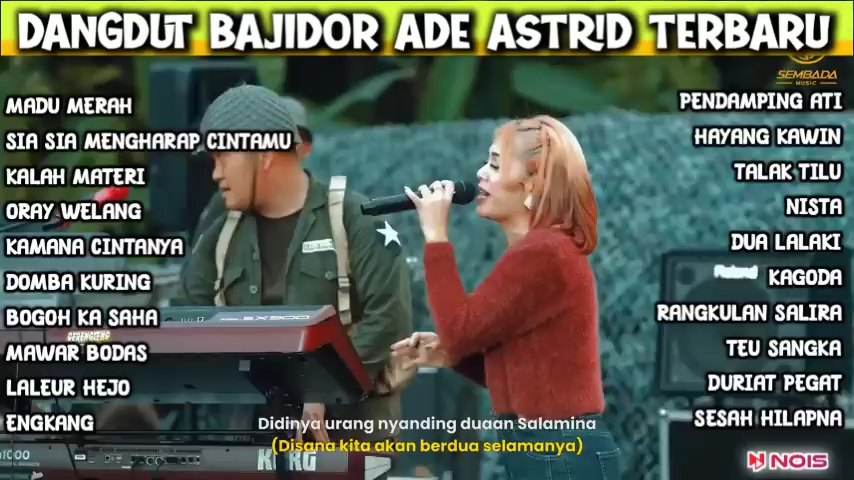 DANGDUT BAJIDOR ADE ASTRID TERBARU
SEMBADA
MUSIC
MADU MERAH
SIA SIA MENGHARAP CINTAMU
KALAH MATERI
ORAY WELANG
KAMANA CINTANYA
DOMBA KURING
BOGOH KA SAHA
MAWAR BODAS
LALEUR HEJO
ENGKANG
PENDAMPING ATI
HAYANG KAWIN
TALAK TILU
NISTA
DUA LALAKI
KAGODA
RANGKULAN SALIRA
TEU SANGKA
DURIAT PEGAT
SESAH HILAPNA
Roland
GERENGTENG
KORG
Didinya urang nyanding duaan Salamina
(Disana kita akan berdua selamanya)
NOIS